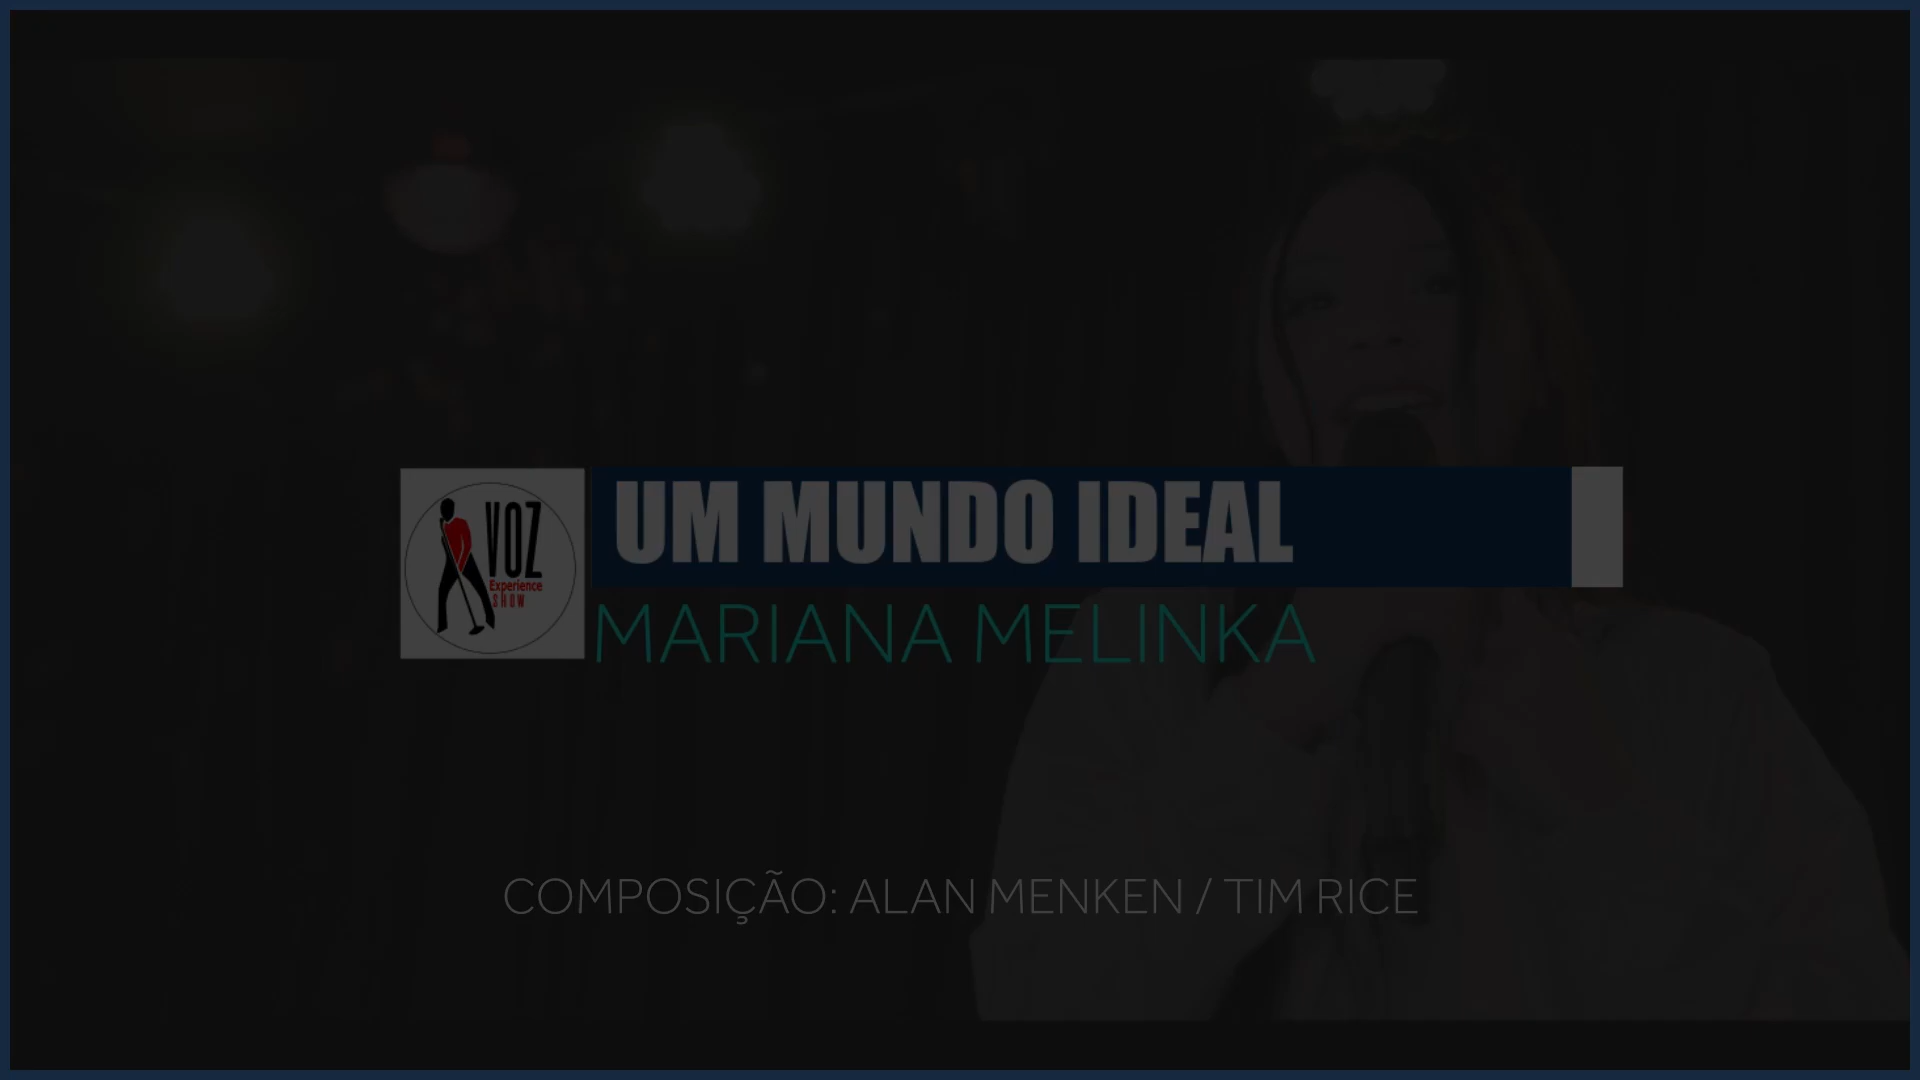 VOZ
Experience
SHOW
UM MUNDO IDEAL
MARIANA MELINKA
COMPOSIÇÃO: ALAN MENKEN / TIM RICE